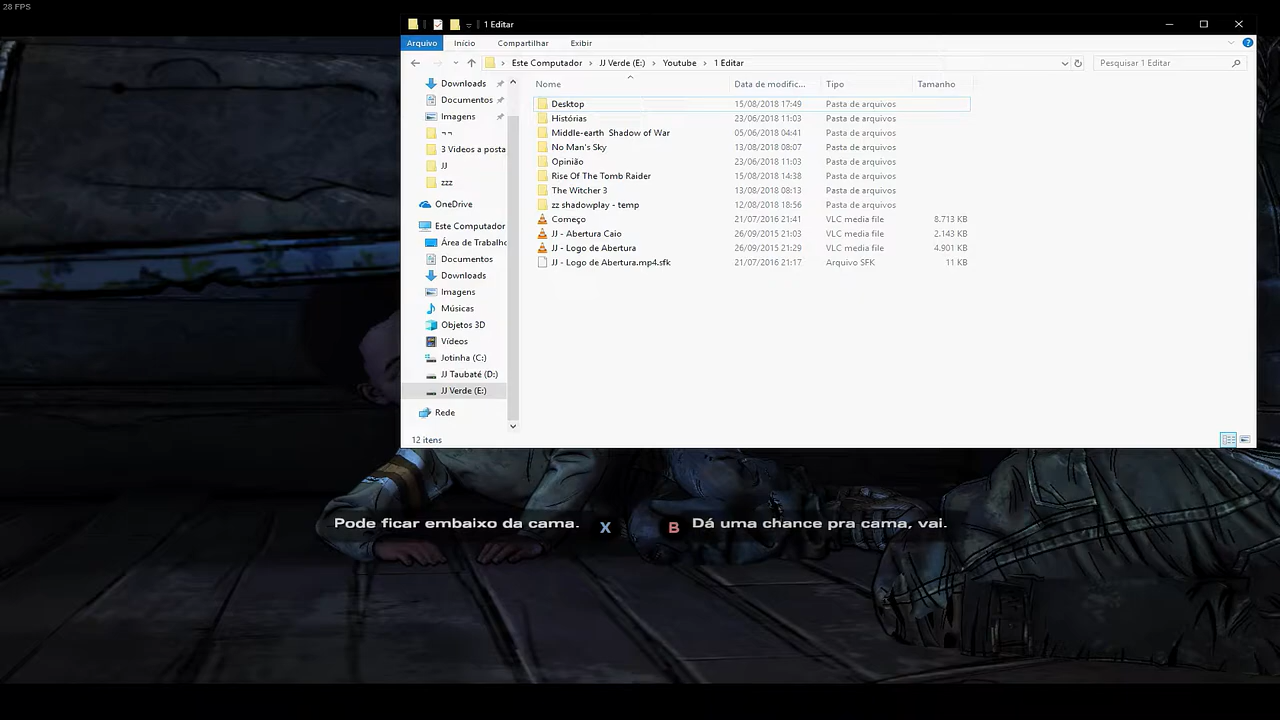 28 FPS
1 Editar
Arquivo Início Compartilhar Exibir
Este Computador JJ Verde (E:) Youtube 1 Editar
Pesquisar 1 Editar
Nome Data de modific... Tipo Tamanho
Downloads
Documentos
Imagens
¬¬
3 Videos a posta
JJ
zzz
OneDrive
Este Computador
Área de Trabalho
Documentos
Downloads
Imagens
Músicas
Objetos 3D
Vídeos
Jotinha (C:)
JJ Taubaté (D:)
JJ Verde (E:)
Rede
Desktop 15/08/2018 17:49 Pasta de arquivos
Histórias 23/06/2018 11:03 Pasta de arquivos
Middle-earth Shadow of War 05/06/2018 04:41 Pasta de arquivos
No Man's Sky 13/08/2018 08:07 Pasta de arquivos
Opinião 23/06/2018 11:03 Pasta de arquivos
Rise Of The Tomb Raider 15/08/2018 14:38 Pasta de arquivos
The Witcher 3 13/08/2018 08:13 Pasta de arquivos
zz shadowplay - temp 12/08/2018 18:56 Pasta de arquivos
Começo 21/07/2016 21:41 VLC media file 8.713 KB
JJ - Abertura Caio 26/09/2015 21:03 VLC media file 2.143 KB
JJ - Logo de Abertura 26/09/2015 21:29 VLC media file 4.901 KB
JJ - Logo de Abertura.mp4.sfk 21/07/2016 21:17 Arquivo SFK 11 KB
12 itens
Pode ficar embaixo da cama. X B Dá uma chance pra cama, vai.